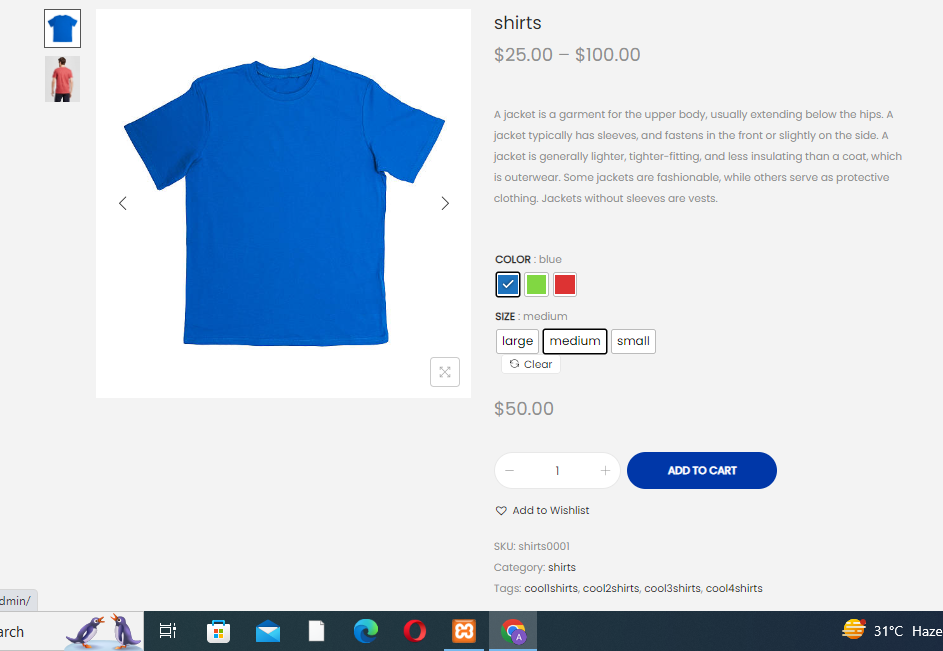 shirts
$25.00 – $100.00
A jacket is a garment for the upper body, usually extending below the hips. A
jacket typically has sleeves, and fastens in the front or slightly on the side. A
jacket is generally lighter, tighter-fitting, and less insulating than a coat, which
is outerwear. Some jackets are fashionable, while others serve as protective
clothing. Jackets without sleeves are vests.
COLOR : blue
SIZE : medium
large medium small
Clear
$50.00
1 ADD TO CART
Add to Wishlist
SKU: shirts0001
Category: shirts
Tags: cool1shirts, cool2shirts, cool3shirts, cool4shirts
dmin/
arch
A
31°C Haze